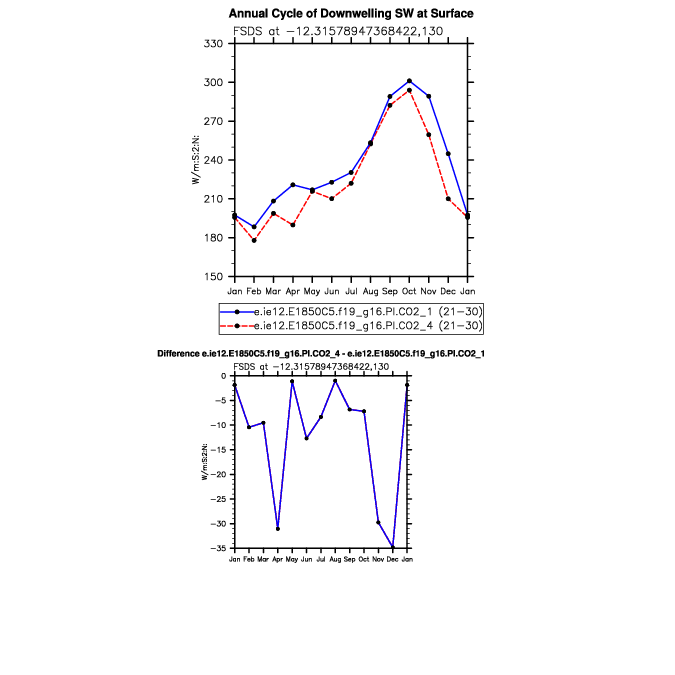 Annual Cycle of Downwelling SW at Surface
FSDS at −12.31578947368422,130
330
300
270
240
210
180
150
W/m:S:2:N:
Jan Feb Mar Apr May Jun Jul Aug Sep Oct Nov Dec Jan
e.ie12.E1850C5.f19_g16.PI.CO2_1 (21−30)
e.ie12.E1850C5.f19_g16.PI.CO2_4 (21−30)
Difference e.ie12.E1850C5.f19_g16.PI.CO2_4 - e.ie12.E1850C5.f19_g16.PI.CO2_1
FSDS at −12.31578947368422,130
0
−5
−10
−15
−20
−25
−30
−35
W/m:S:2:N:
Jan Feb Mar Apr May Jun Jul Aug Sep Oct Nov Dec Jan